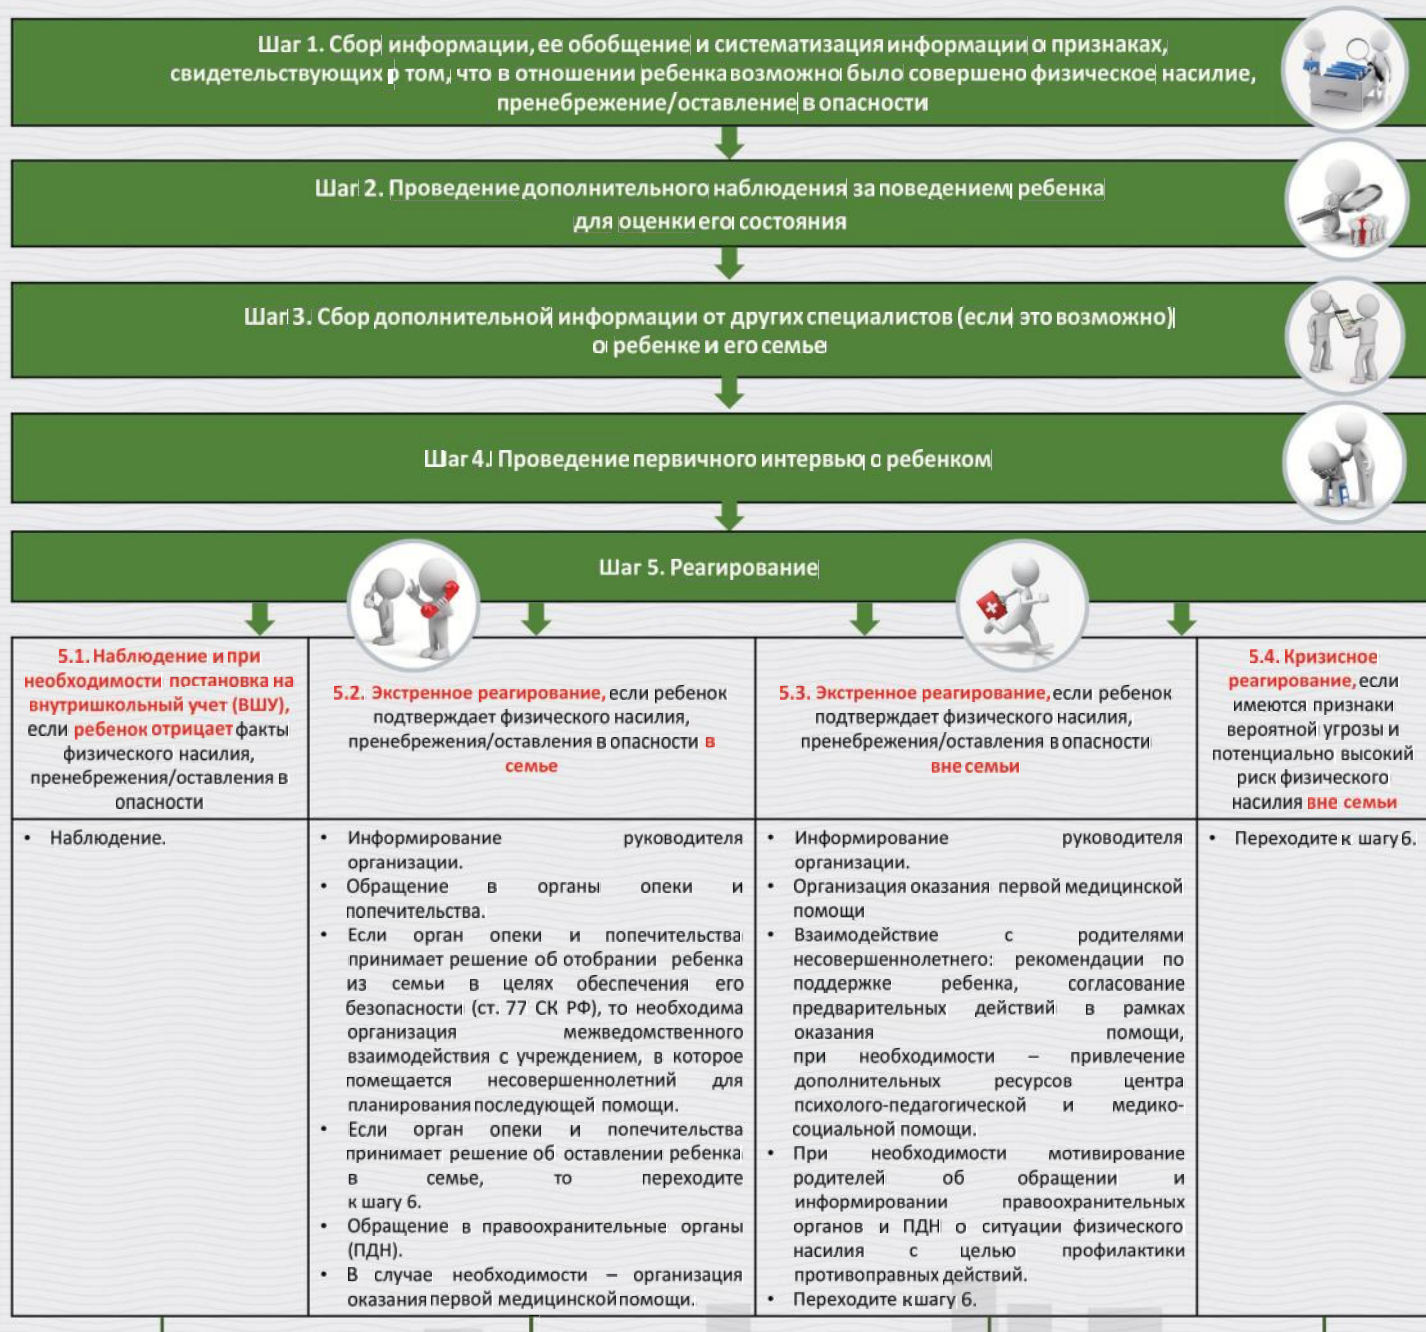 Шаг 1. Сбор информации, ее обобщение и систематизация информации о признаках,
свидетельствующих о том, что в отношении ребенка возможно было совершено физическое насилие,
пренебрежение/оставление в опасности
Шаг 2. Проведение дополнительного наблюдения за поведением ребенка
для оценки его состояния
Шаг 3. Сбор дополнительной информации от других специалистов (если это возможно)
о ребенке и его семье
Шаг 4. Проведение первичного интервью с ребенком
Шаг 5. Реагирование
5.1. Наблюдение и при
необходимости постановка на
внутришкольный учет (ВШУ),
если ребенок отрицает факты
физического насилия,
пренебрежения/оставления в
опасности
5.2. Экстренное реагирование, если ребенок
подтверждает физического насилия,
пренебрежения/оставления в опасности в
семье
5.3. Экстренное реагирование, если ребенок
подтверждает физического насилия,
пренебрежения/оставления в опасности
вне семьи
5.4. Кризисное
реагирование, если
имеются признаки
вероятной угрозы и
потенциально высокий
риск физического
насилия вне семьи
• Наблюдение.
• Информирование руководителя
организации.
• Обращение в органы опеки и
попечительства.
• Если орган опеки и попечительства
принимает решение об отобрании ребенка
из семьи в целях обеспечения его
безопасности (ст. 77 СК РФ), то необходима
организация межведомственного
взаимодействия с учреждением, в которое
помещается несовершеннолетний для
планирования последующей помощи.
• Если орган опеки и попечительства
принимает решение об оставлении ребенка
в семье, то переходите
к шагу 6.
• Обращение в правоохранительные органы
(ПДН).
• В случае необходимости – организация
оказания первой медицинской помощи.
• Информирование руководителя
организации.
• Организация оказания первой медицинской
помощи
• Взаимодействие с родителями
несовершеннолетнего: рекомендации по
поддержке ребенка, согласование
предварительных действий в рамках
оказания помощи,
при необходимости – привлечение
дополнительных ресурсов центра
психолого-педагогической и медико-
социальной помощи.
• При необходимости мотивирование
родителей об обращении и
информировании правоохранительных
органов и ПДН о ситуации физического
насилия с целью профилактики
противоправных действий.
• Переходите к шагу 6.
• Переходите к шагу 6.